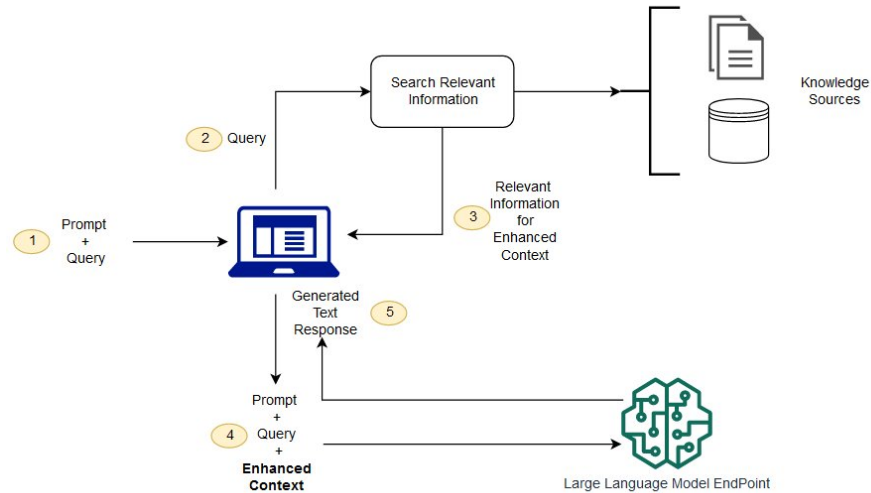 Search Relevant
Information
Knowledge
Sources
2
Query
1
Prompt
+
Query
3
Relevant
Information
for
Enhanced
Context
Generated
Text
Response
5
4
Prompt
+
Query
+
Enhanced
Context
Large Language Model EndPoint